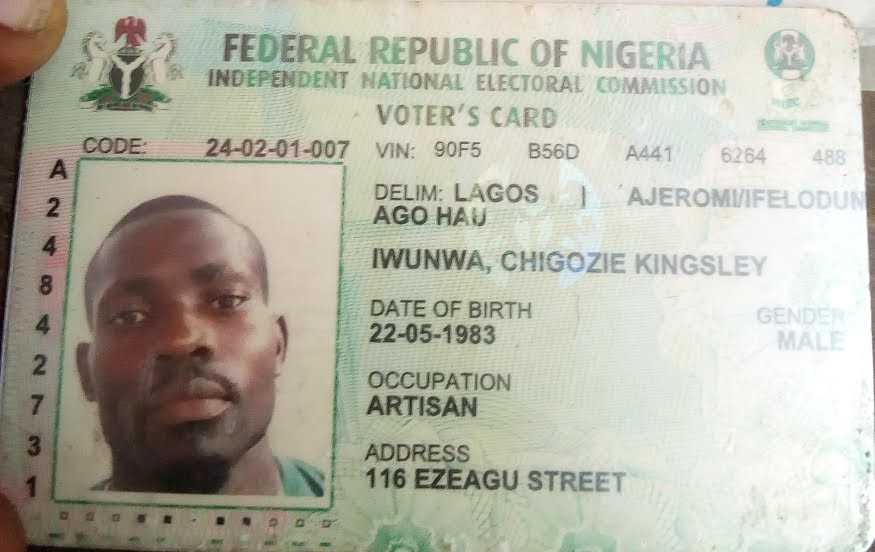 FEDERAL REPUBLIC OF NIGERIA
INDEPENDENT NATIONAL ELECTORAL COMMISSION
VOTER'S CARD
CODE: 24-02-01-007 VIN: 90F5 B56D A441 6264 488
DELIM: LAGOS | AJEROMI/IFELODUN
AGO HAU
IWUNWA, CHIGOZIE KINGSLEY
DATE OF BIRTH
22-05-1983
GENDER
MALE
OCCUPATION
ARTISAN
ADDRESS
116 EZEAGU STREET
A
2
4
8
4
2
7
3
1